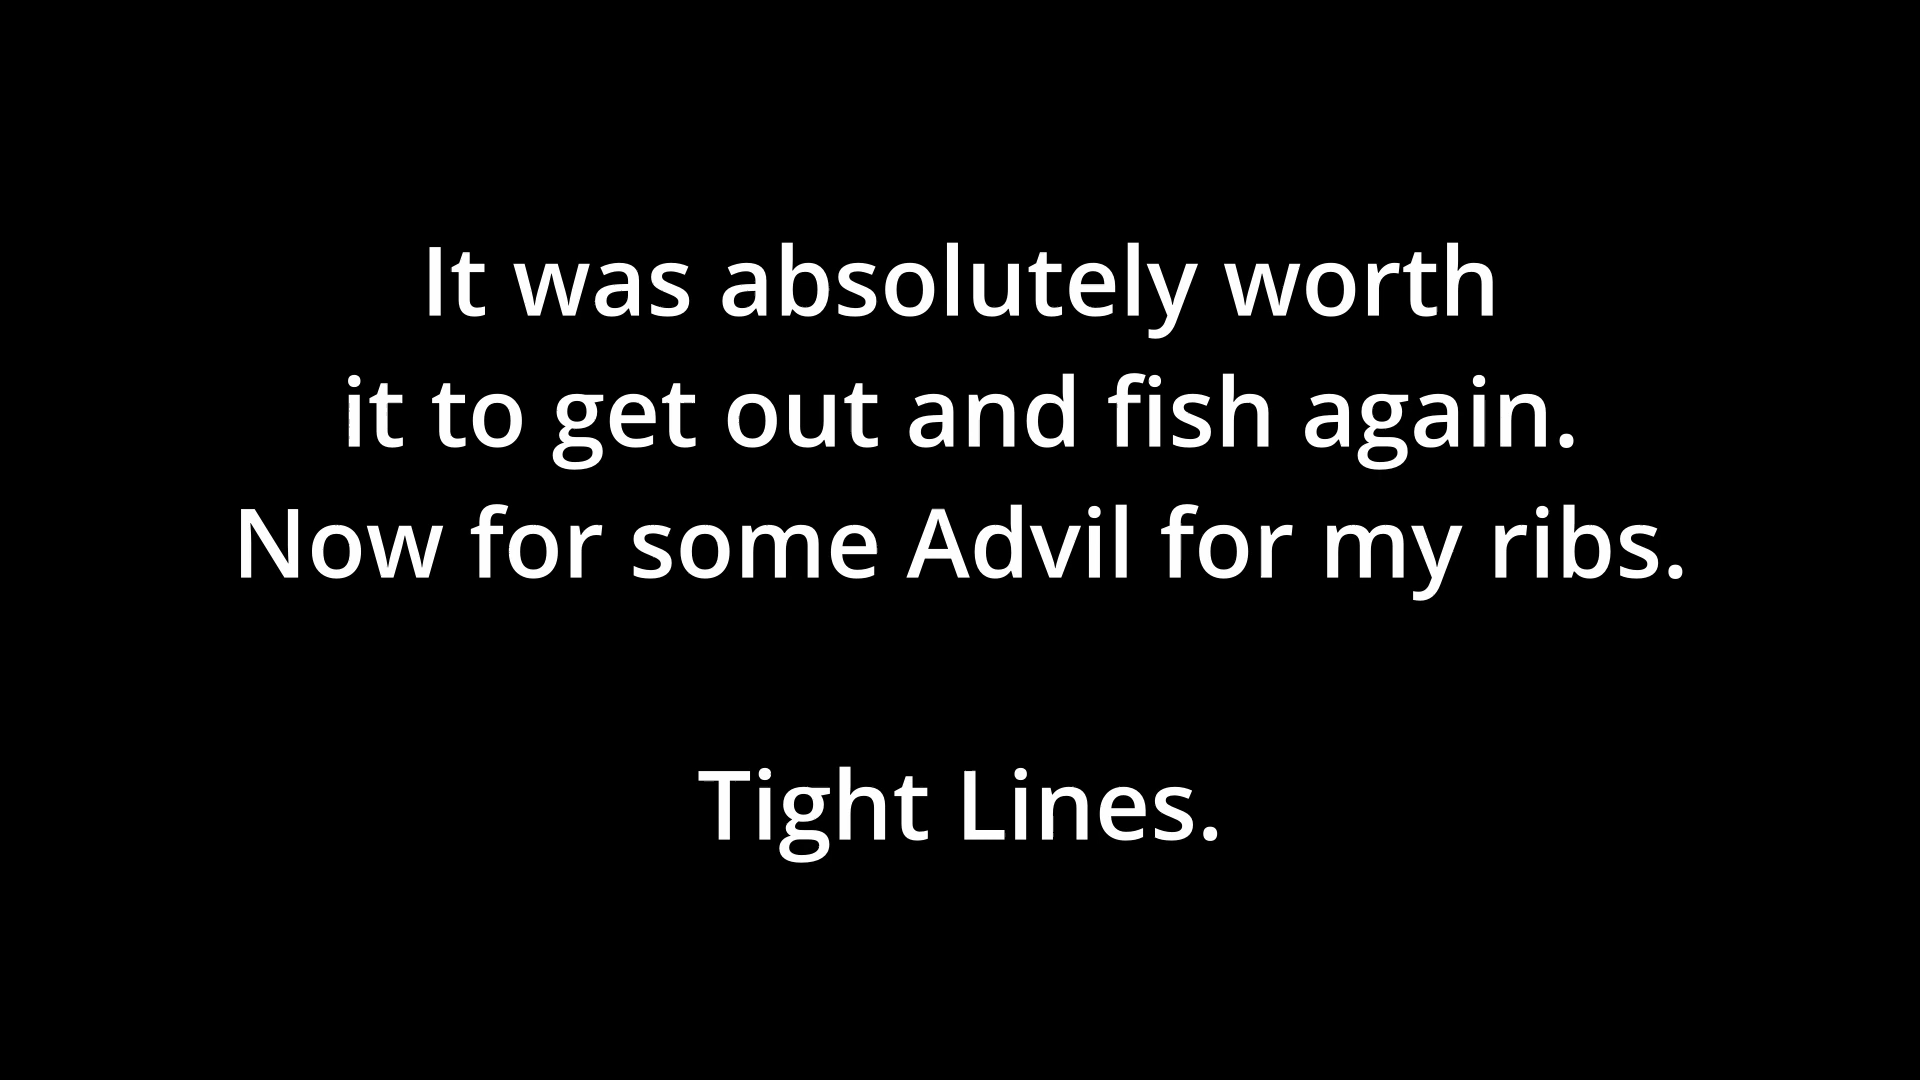 It was absolutely worth
it to get out and fish again.
Now for some Advil for my ribs.
Tight Lines.